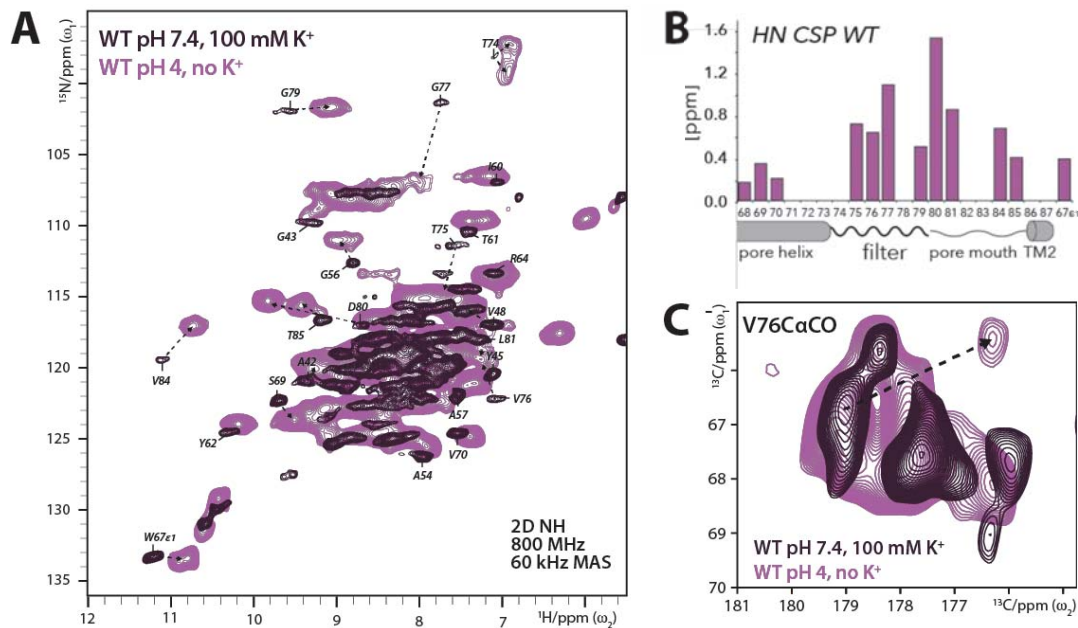 A
WT pH 7.4, 100 mM K+
WT pH 4, no K+
15N/ppm (ω1)
105
110
115
120
125
130
135
12
11
10
9
8
7
1H/ppm (ω2)
T74
G79
G77
I60
G43
T75
T61
G56
R64
D80
V48
T85
L81
V84
A42
Y45
S69
V76
A57
Y62
V70
A54
W67ε1
2D NH
800 MHz
60 kHz MAS
B
HN CSP WT
[ppm]
1.6
1.2
0.8
0.4
0.0
68 69 70 71 72 73 74 75 76 77 78 79 80 81 82 83 84 85 86 87 67ε1
pore helix
filter
pore mouth
TM2
C
V76CαCO
13C/ppm (ω1)
67
68
69
70
WT pH 7.4, 100 mM K+
WT pH 4, no K+
181
180
179
178
177
13C/ppm (ω2)